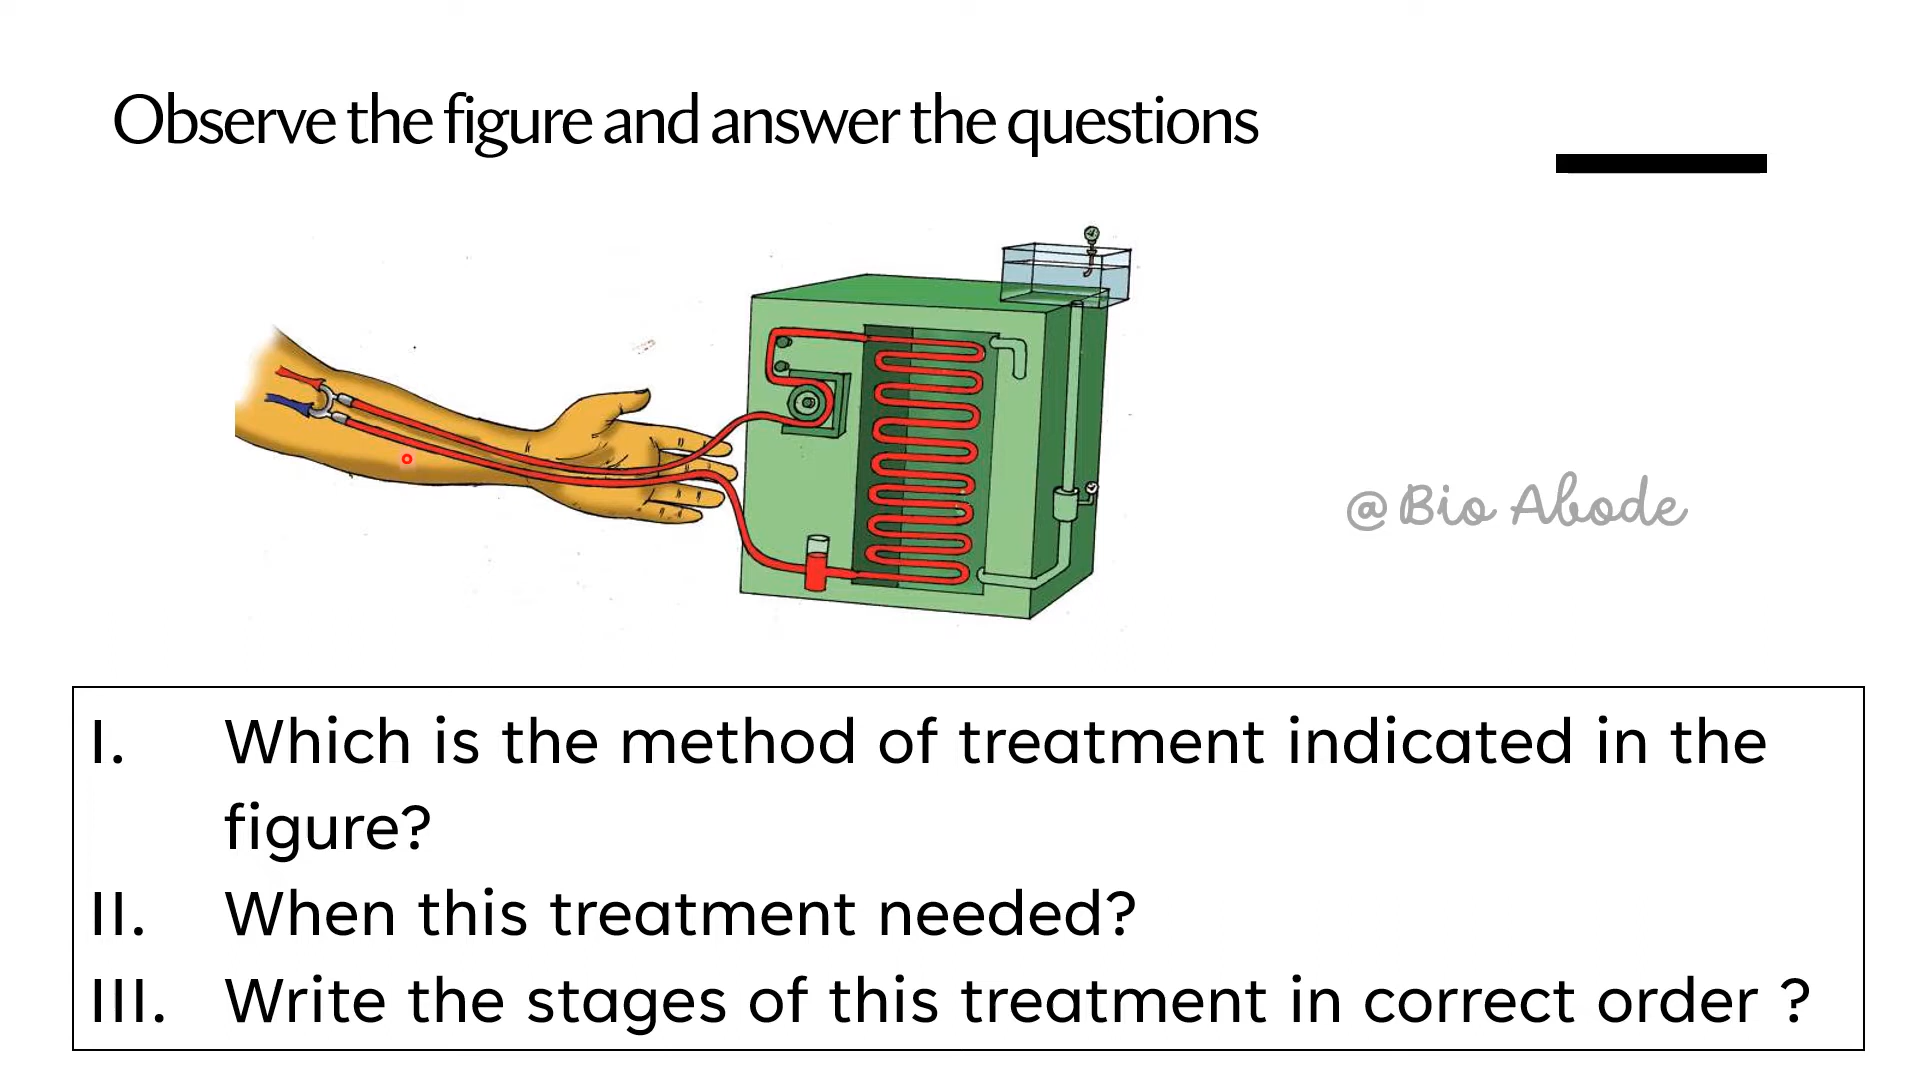 Observe the figure and answer the questions
@Bio Abode
I. Which is the method of treatment indicated in the
figure?
II. When this treatment needed?
III. Write the stages of this treatment in correct order ?